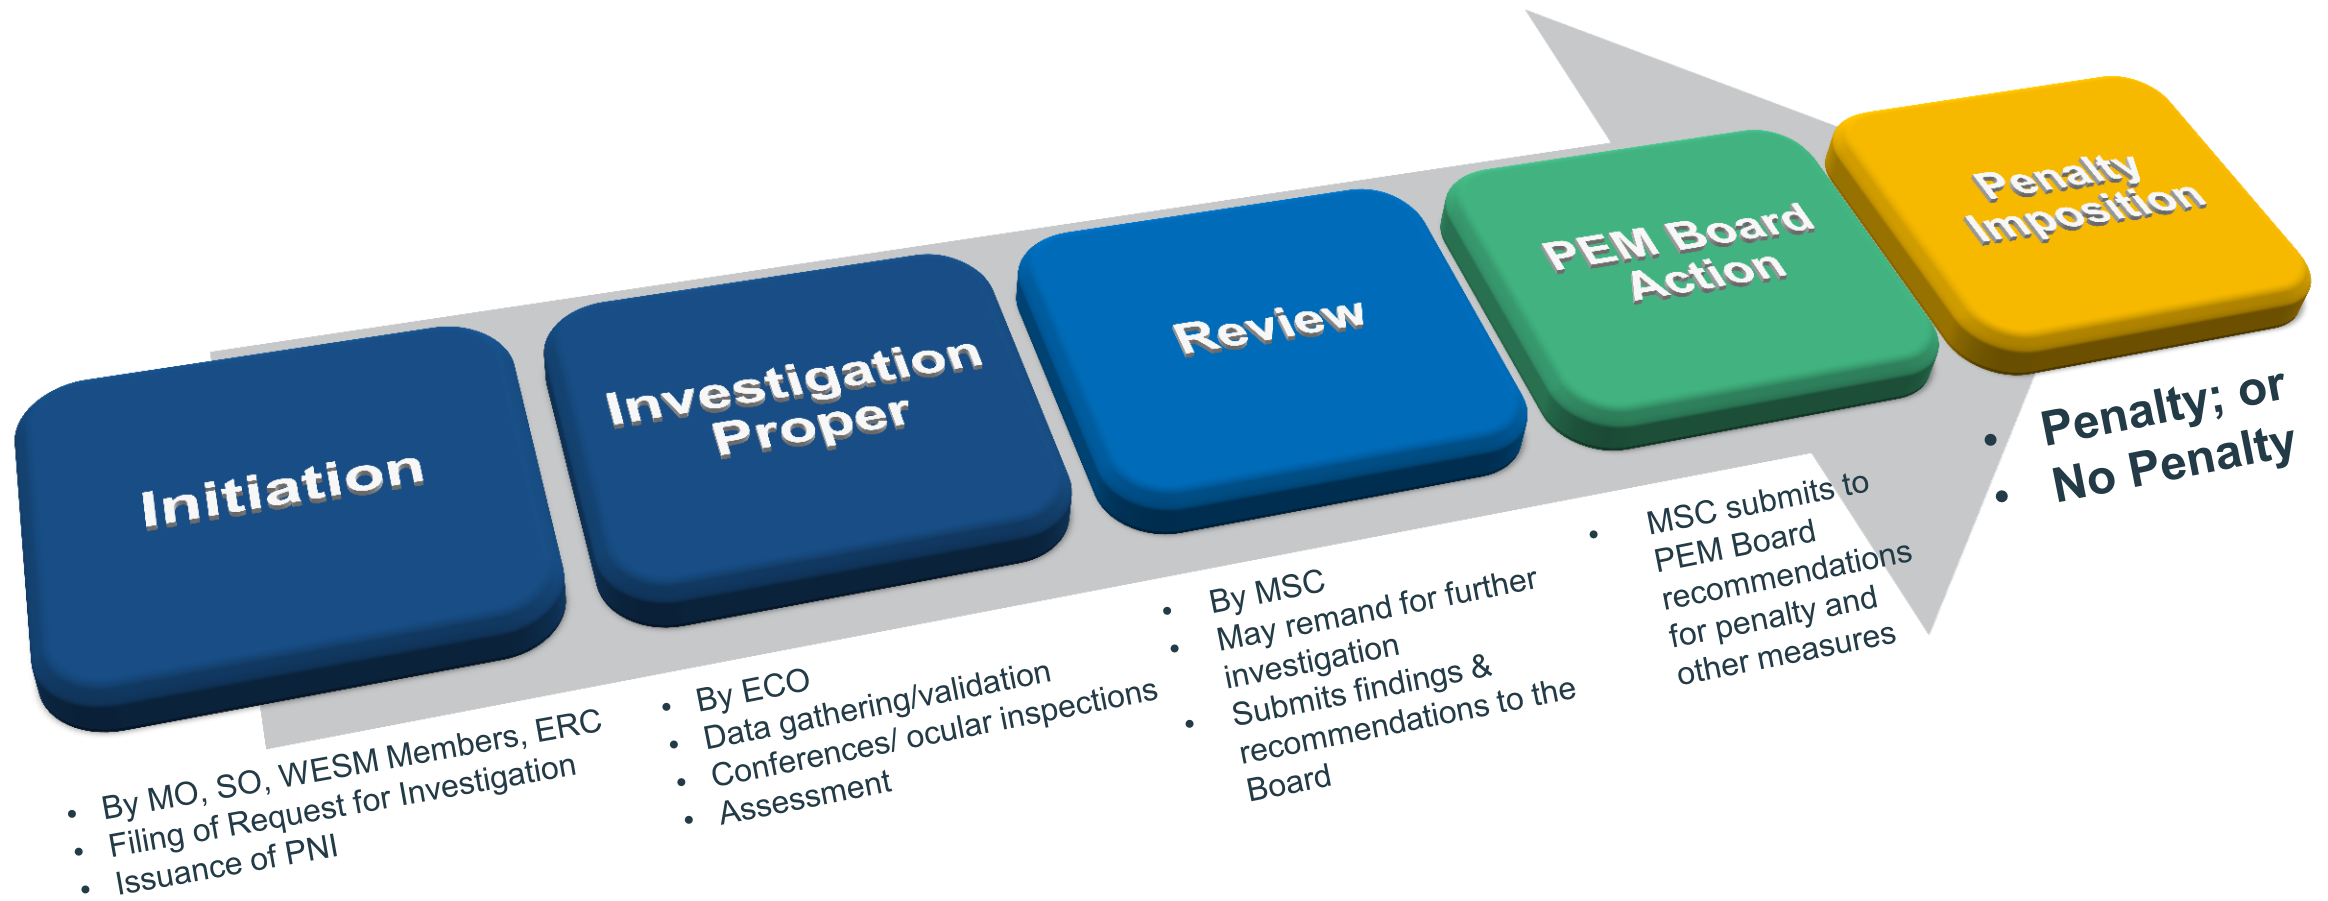 Initiation
• By MO, SO, WESM Members, ERC
• Filing of Request for Investigation
• Issuance of PNI
Investigation
Proper
• By ECO
• Data gathering/validation
• Conferences/ ocular inspections
• Assessment
Review
• By MSC
• May remand for further
investigation
• Submits findings &
recommendations to the
Board
PEM Board
Action
• MSC submits to
PEM Board
recommendations
for penalty and
other measures
Penalty
Imposition
• Penalty; or
• No Penalty